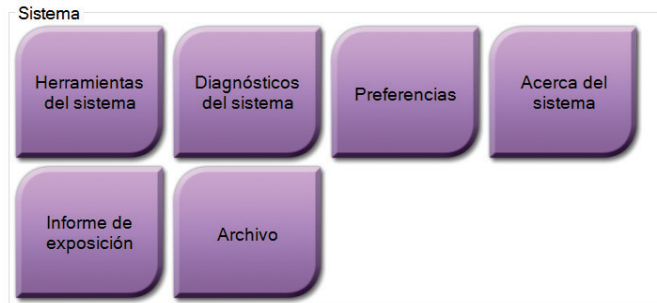 Sistema
Herramientas
del sistema
Diagnósticos
del sistema
Preferencias
Acerca del
sistema
Informe de
exposición
Archivo